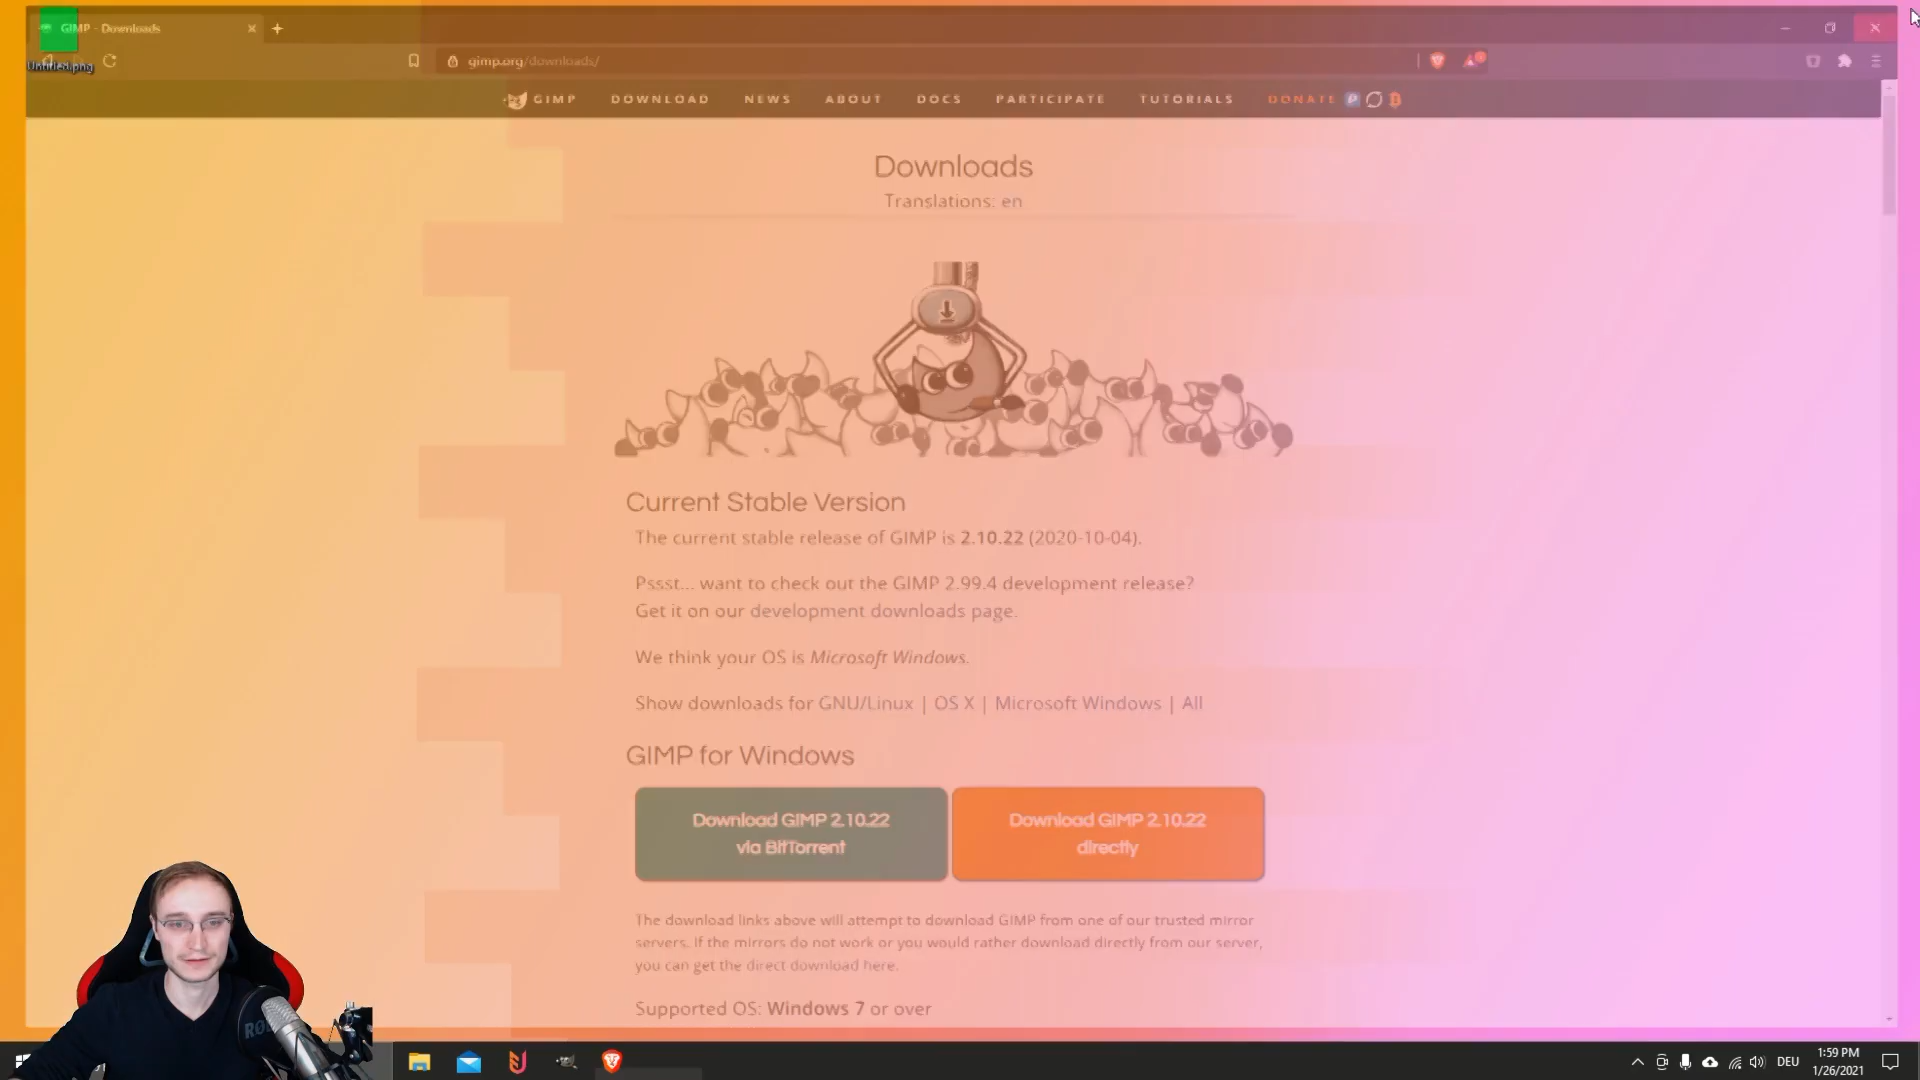 GIMP - Downloads
Untitled.png
gimp.org/downloads/
GIMP DOWNLOAD NEWS ABOUT DOCS PARTICIPATE TUTORIALS DONATE
Downloads
Translations: en
Current Stable Version
The current stable release of GIMP is 2.10.22 (2020-10-04).
Pssst... want to check out the GIMP 2.99.4 development release?
Get it on our development downloads page.
We think your OS is Microsoft Windows.
Show downloads for GNU/Linux | OS X | Microsoft Windows | All
GIMP for Windows
Download GIMP 2.10.22
via BitTorrent
Download GIMP 2.10.22
directly
The download links above will attempt to download GIMP from one of our trusted mirror
servers. If the mirrors do not work or you would rather download directly from our server,
you can get the direct download here.
Supported OS: Windows 7 or over
DEU
1:59 PM
1/26/2021